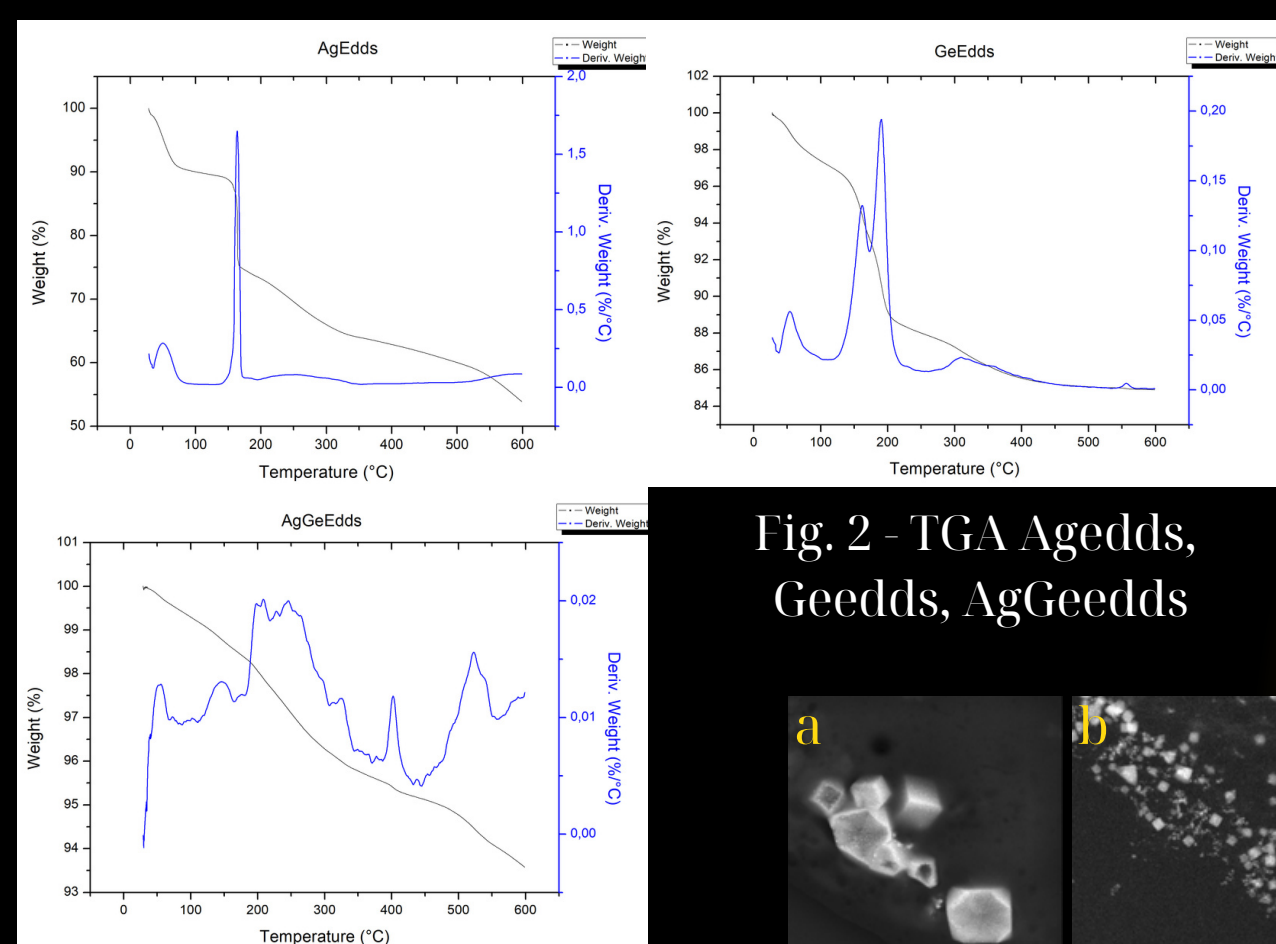 AgEdds
Weight
Deriv. Weight
100
90
80
70
60
50
2,0
1,5
1,0
0,5
0,0
0
100
200
300
400
500
600
Weight (%)
Deriv. Weight (%/°C)
Temperature (°C)
GeEdds
Weight
Deriv. Weigh
102
100
98
96
94
92
90
88
86
84
0,20
0,15
0,10
0,05
0,00
0
100
200
300
400
500
600
Weight (%)
Deriv. Weight (%/°C)
Temperature (°C)
AgGeEdds
Weight
Deriv. Weight
101
100
99
98
97
96
95
94
93
0,02
0,01
0,00
0
100
200
300
400
500
600
Weight (%)
Deriv. Weight (%/°C)
Temperature (°C)
Fig. 2 - TGA Agedds,
Geedds, AgGeedds
a
b